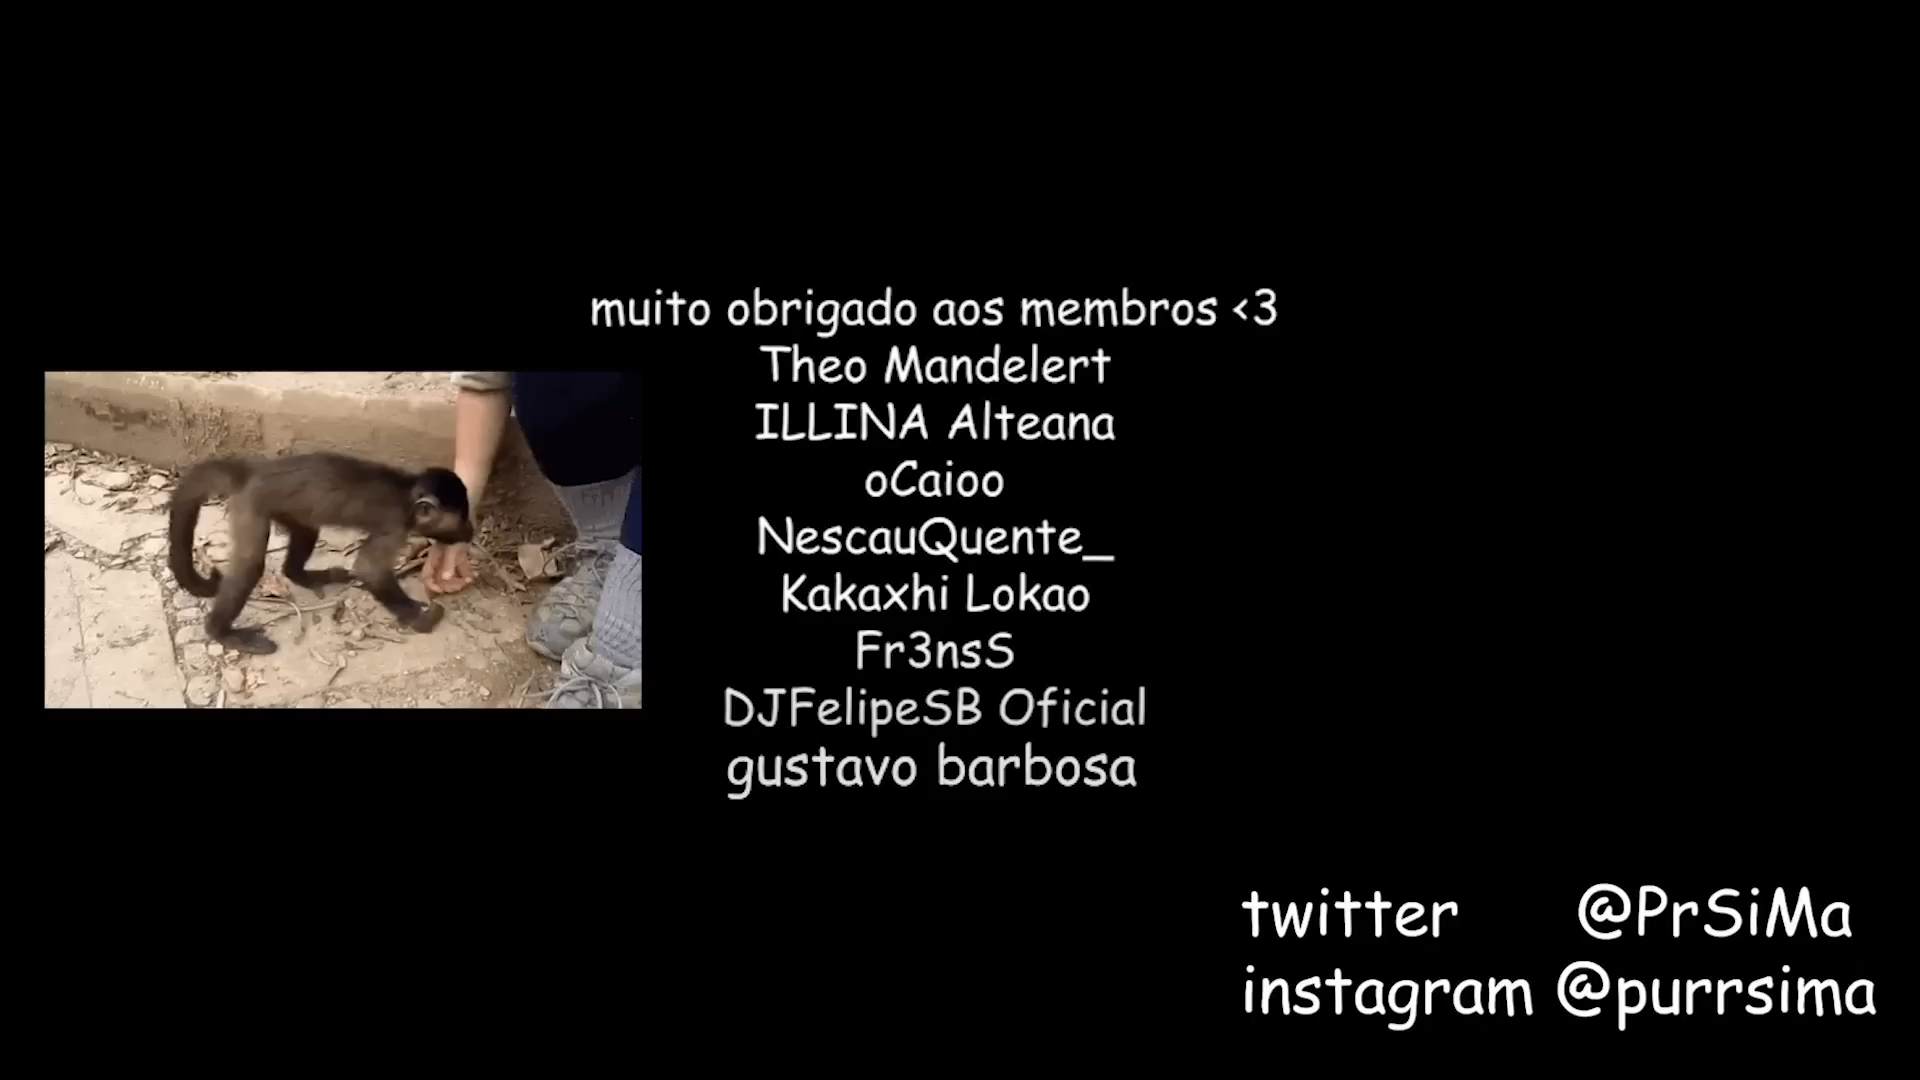 muito obrigado aos membros <3
Theo Mandelert
ILLINA Alteana
oCaioo
NescauQuente_
Kakaxhi Lokao
Fr3nsS
DJFelipeSB Oficial
gustavo barbosa
twitter @PrSiMa
instagram @purrsima